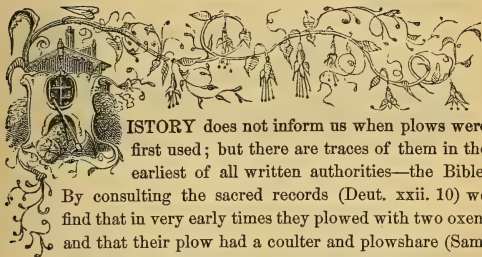 ISTORY does not inform us when plows were
first used; but there are traces of them in the
earliest of all written authorities—the Bible
By consulting the sacred records (Deut. xxii. 10) we
find that in very early times they plowed with two oxen
and that their plow had a coulter and plowshare (Sam